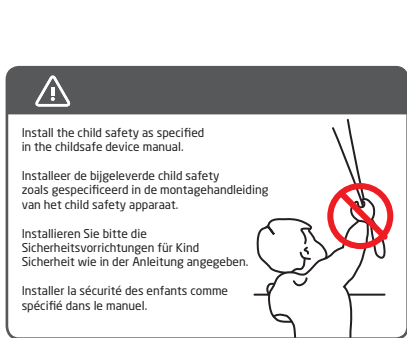 Install the child safety as specified
in the childsafe device manual.
Installeer de bijgeleverde child safety
zoals gespecificeerd in de montagehandleiding
van het child safety apparaat.
Installieren Sie bitte die
Sicherheitsvorrichtungen für Kind
Sicherheit wie in der Anleitung angegeben.
Installer la sécurité des enfants comme
spécifié dans le manuel.